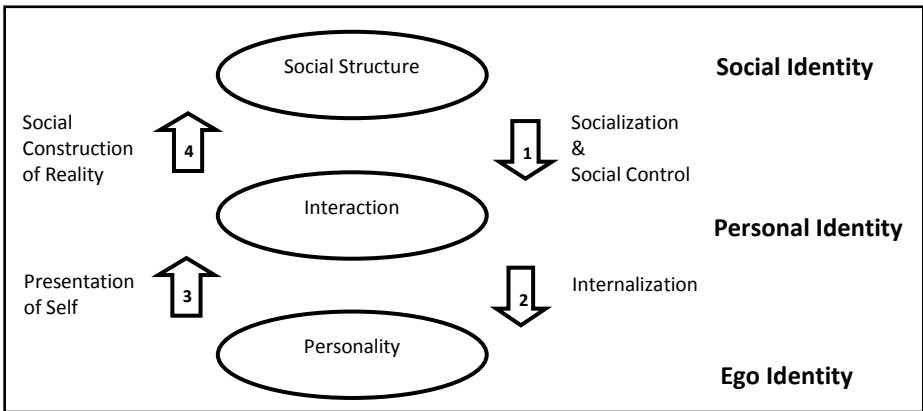 Social Structure
Social Identity
Social
Construction
of Reality
4
1
Socialization
&
Social Control
Interaction
Personal Identity
Presentation
of Self
3
2
Internalization
Personality
Ego Identity